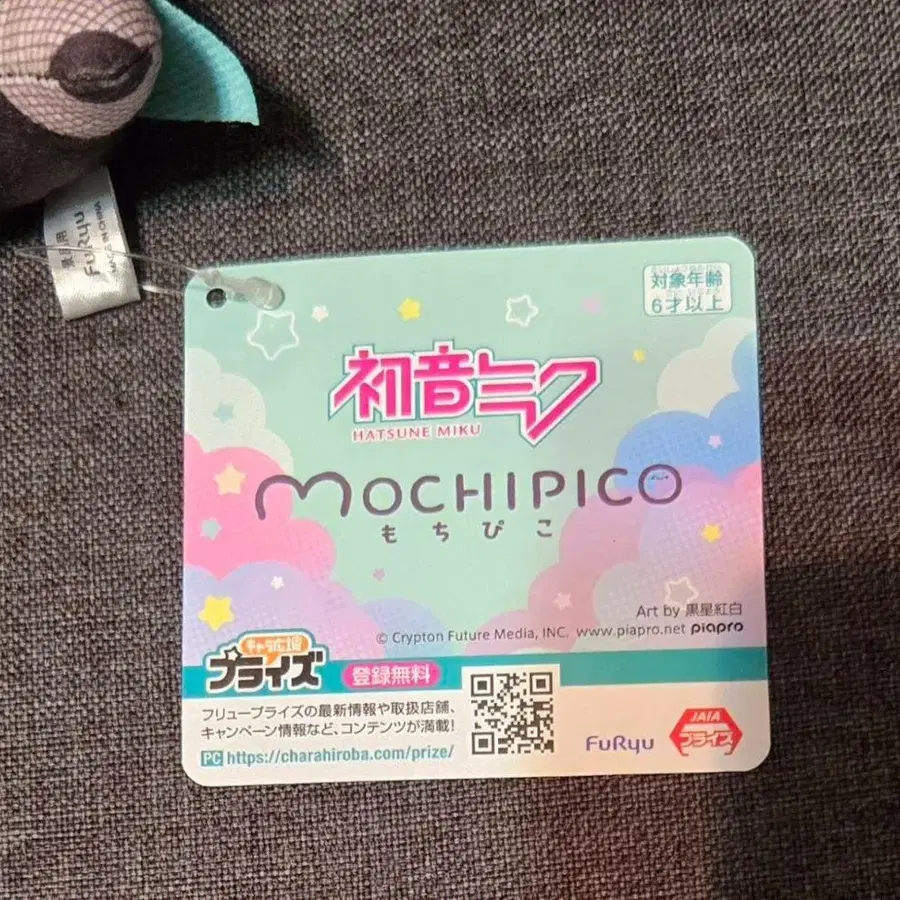 FuRyu
MADE IN CHINA
対象年齢
6才以上
初音ミク
HATSUNE MIKU
MOCHIPICO
もちぴこ
Art by 黒星紅白
© Crypton Future Media, INC. www.piapro.net piapro
キャラ広場
プライズ
登録無料
フリュープライズの最新情報や取扱店舗、
キャンペーン情報など、コンテンツが満載!
PC https://charahiroba.com/prize/
FuRyu
JAIA
プライズ